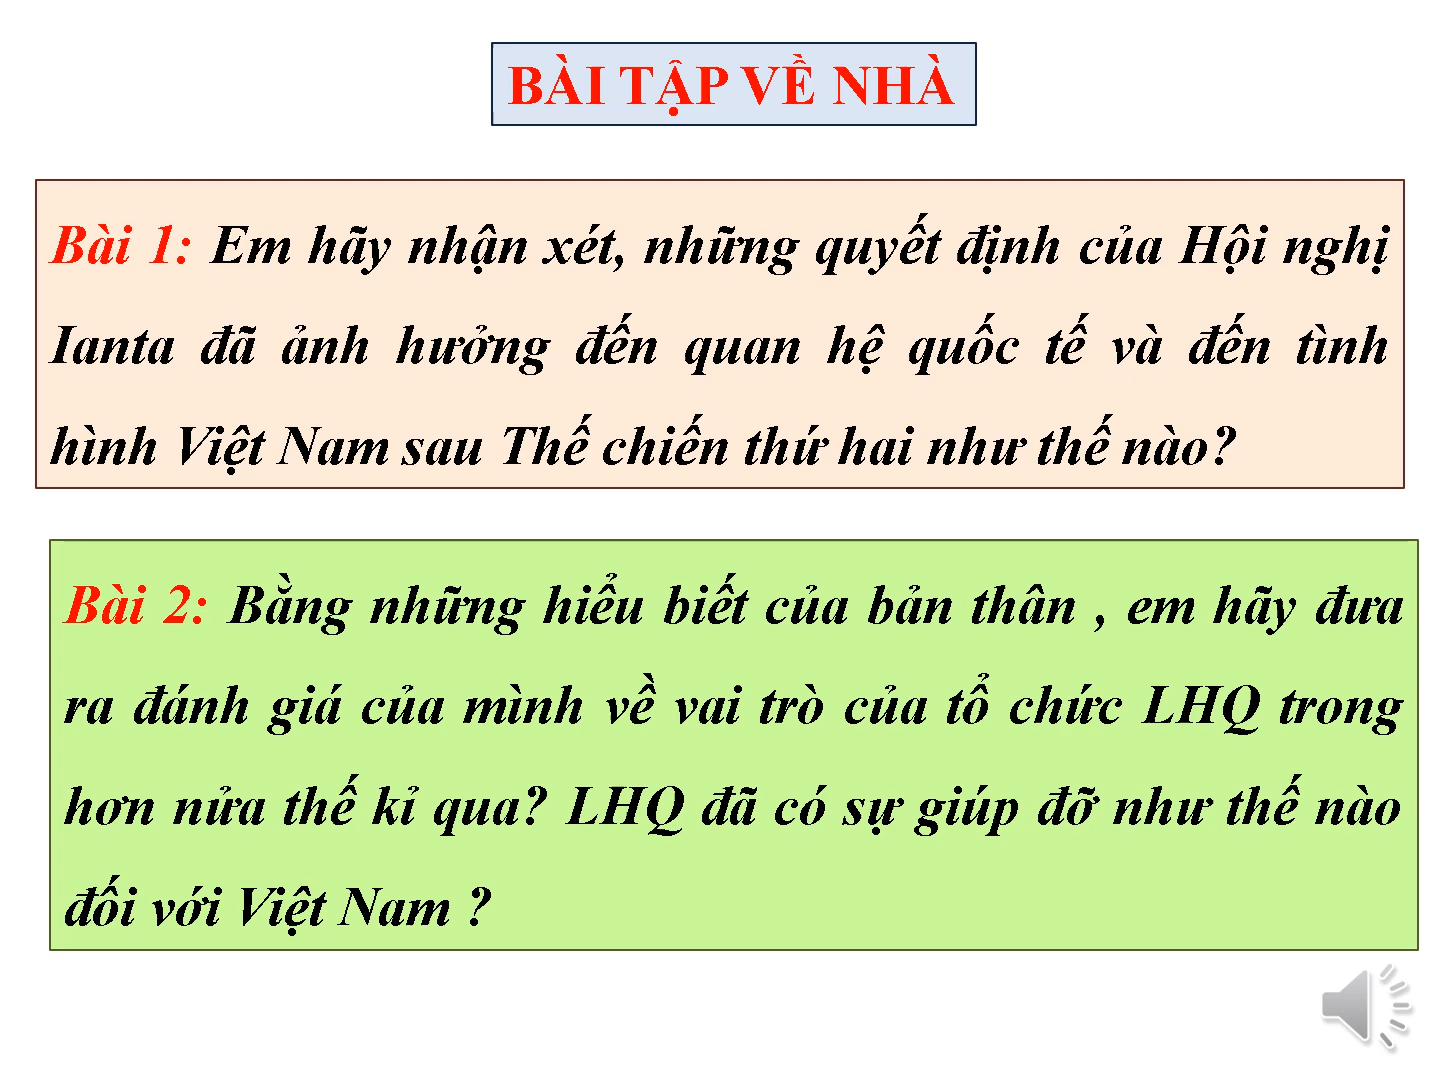 BÀI TẬP VỀ NHÀ
Bài 1: Em hãy nhận xét, những quyết định của Hội nghị
Ianta đã ảnh hưởng đến quan hệ quốc tế và đến tình
hình Việt Nam sau Thế chiến thứ hai như thế nào?
Bài 2: Bằng những hiểu biết của bản thân , em hãy đưa
ra đánh giá của mình về vai trò của tổ chức LHQ trong
hơn nửa thế kỉ qua? LHQ đã có sự giúp đỡ như thế nào
đối với Việt Nam ?